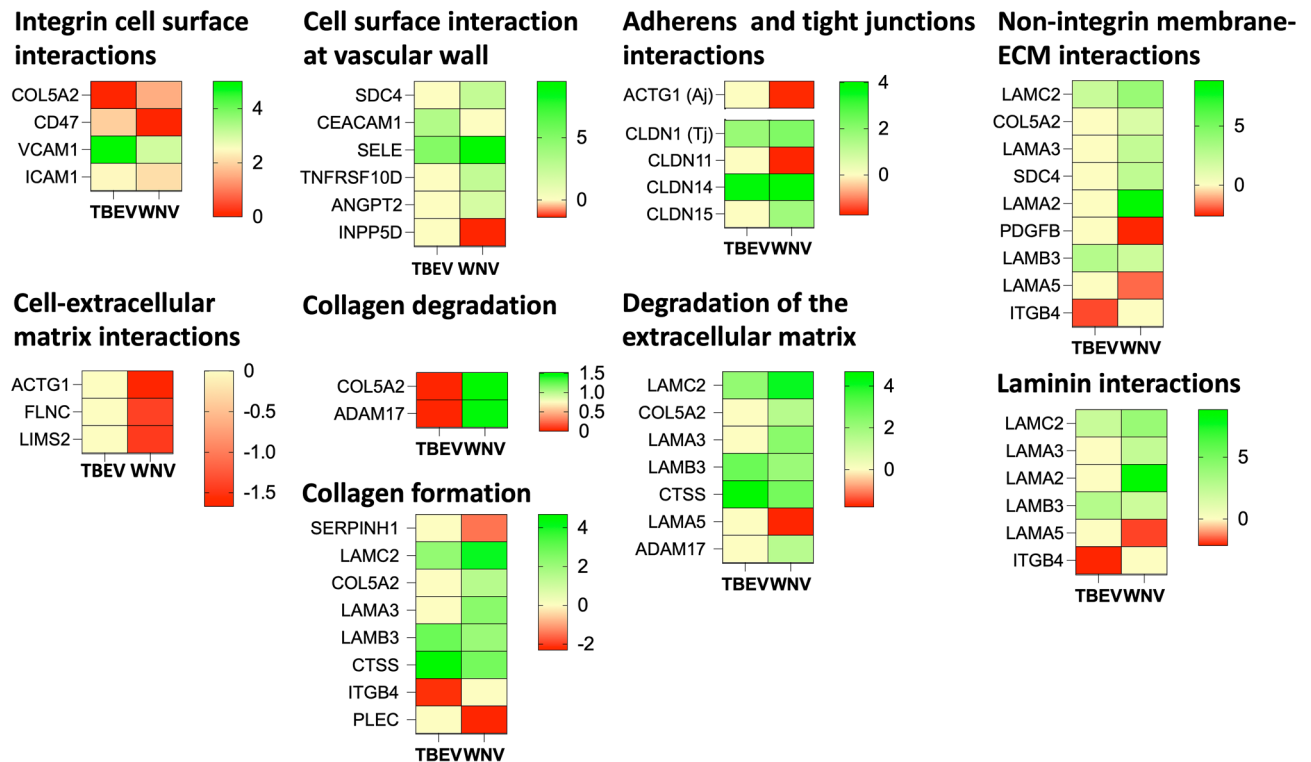 Integrin cell surface
interactions
COL5A2
CD47
VCAM1
ICAM1
TBEV WNV
4
2
0
Cell surface interaction
at vascular wall
SDC4
CEACAM1
SELE
TNFRSF10D
ANGPT2
INPP5D
TBEV WNV
5
0
Adherens and tight junctions
interactions
ACTG1 (Aj)
CLDN1 (Tj)
CLDN11
CLDN14
CLDN15
TBEV WNV
4
2
0
Non-integrin membrane-
ECM interactions
LAMC2
COL5A2
LAMA3
SDC4
LAMA2
PDGFB
LAMB3
LAMA5
ITGB4
TBEV WNV
5
0
Cell-extracellular
matrix interactions
ACTG1
FLNC
LIMS2
TBEV WNV
0
-0.5
-1.0
-1.5
Collagen degradation
COL5A2
ADAM17
TBEV WNV
1.5
1.0
0.5
0
Collagen formation
SERPINH1
LAMC2
COL5A2
LAMA3
LAMB3
CTSS
ITGB4
PLEC
TBEV WNV
4
2
0
-2
Degradation of the
extracellular matrix
LAMC2
COL5A2
LAMA3
LAMB3
CTSS
LAMA5
ADAM17
TBEV WNV
4
2
0
Laminin interactions
LAMC2
LAMA3
LAMA2
LAMB3
LAMA5
ITGB4
TBEV WNV
5
0